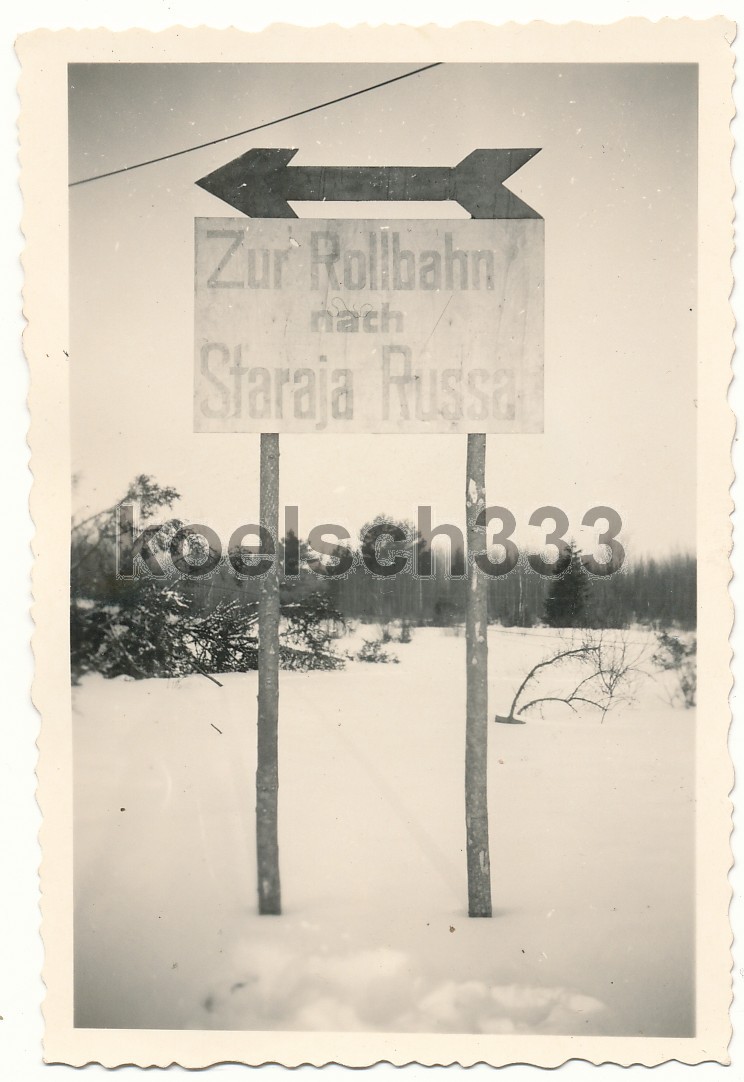 Zur Rollbahn
nach
Staraja Russa
koelsch333